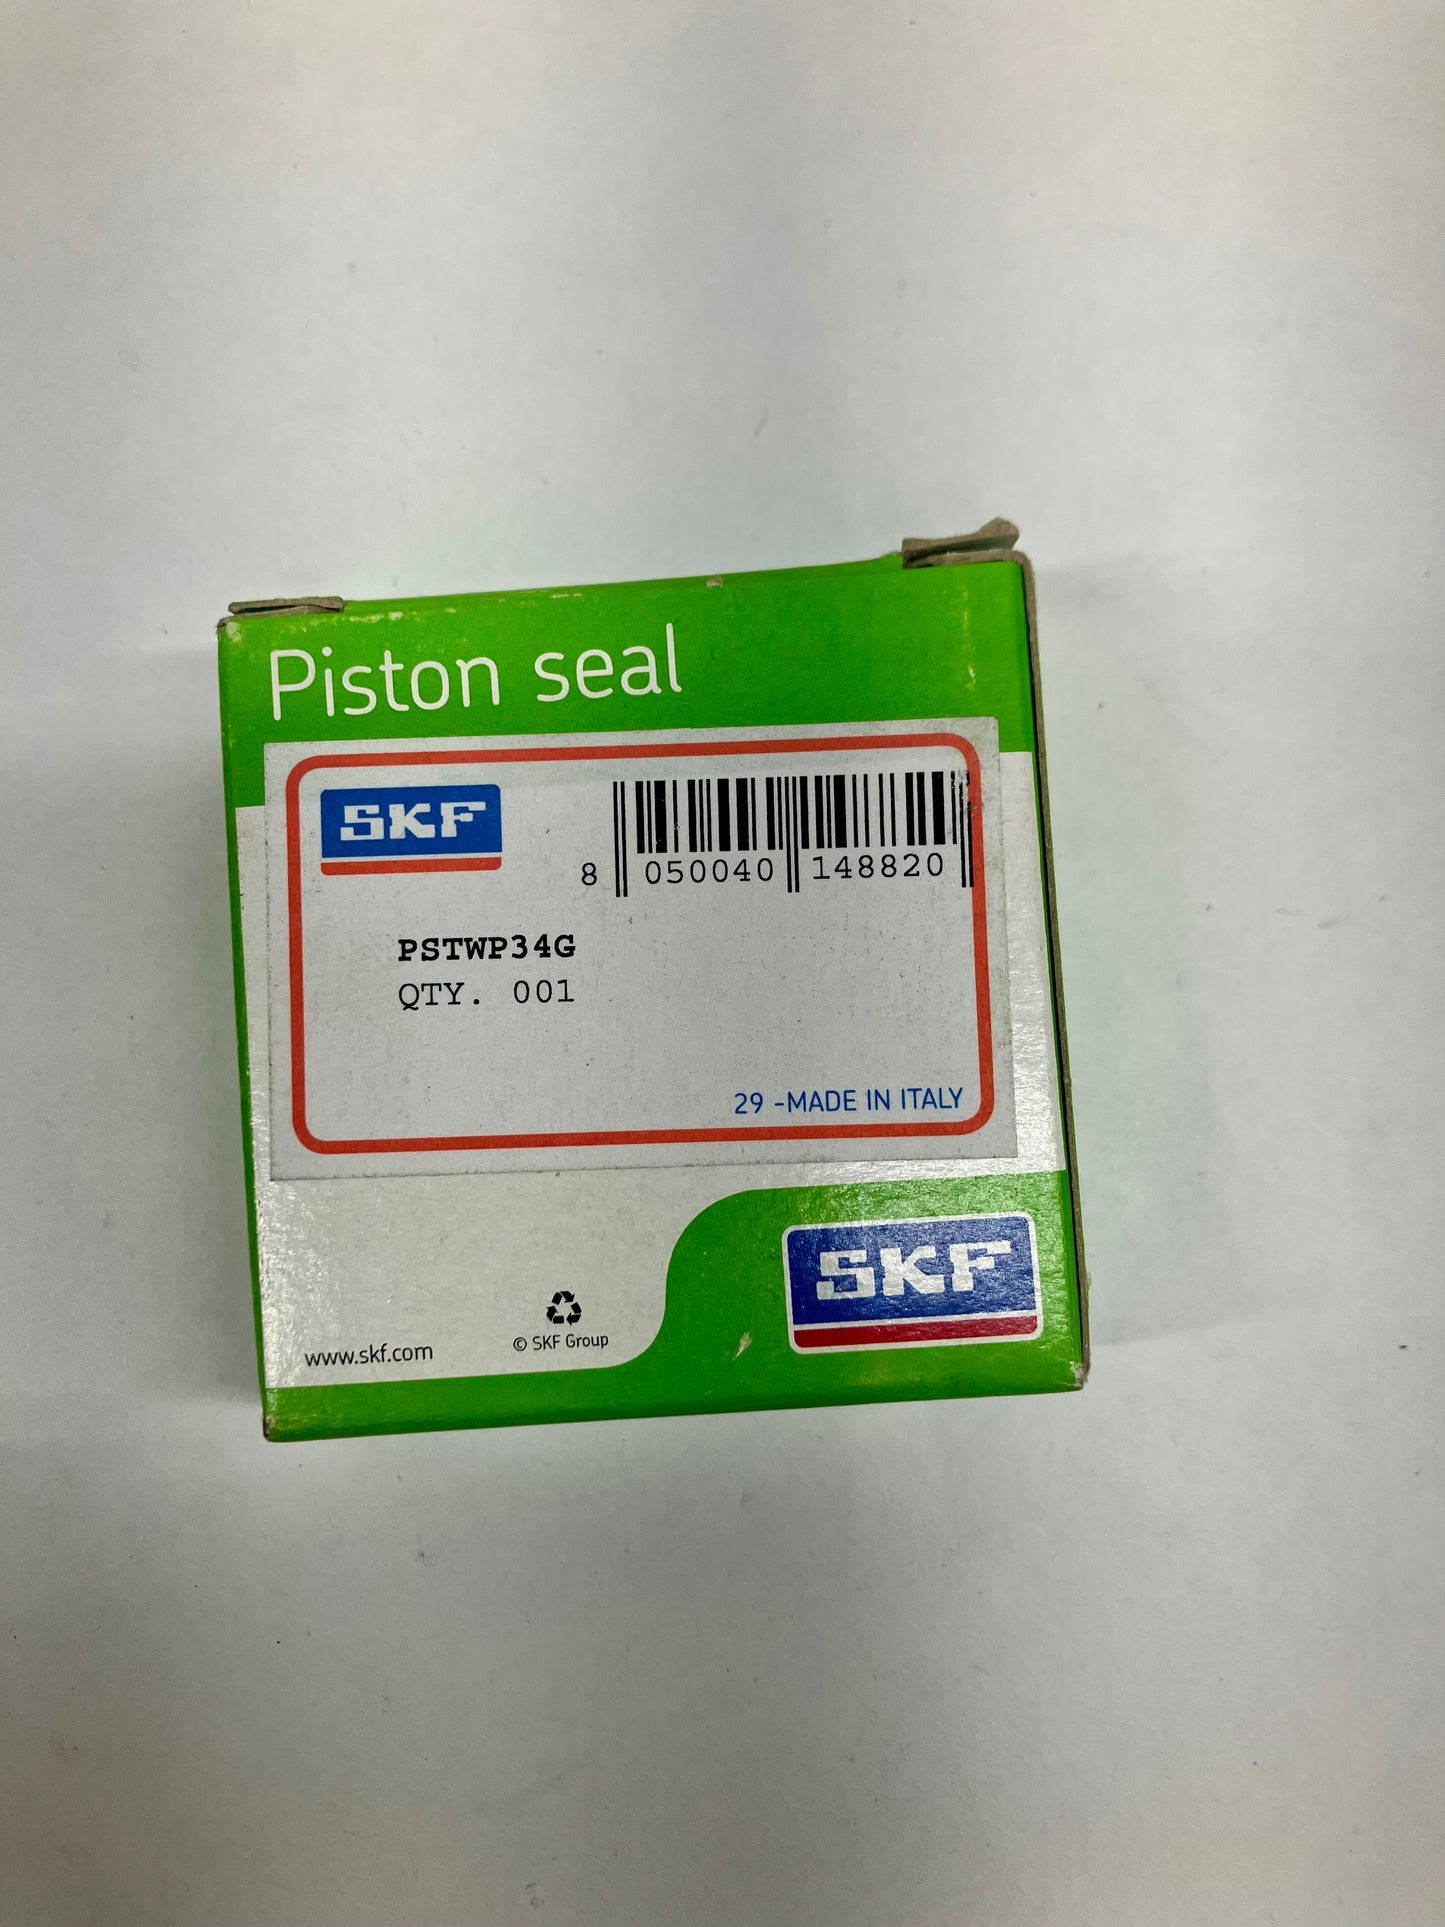 Piston seal
SKF
8 050040 148820
PSTWP34G
QTY. 001
29 -MADE IN ITALY
SKF
www.skf.com
© SKF Group